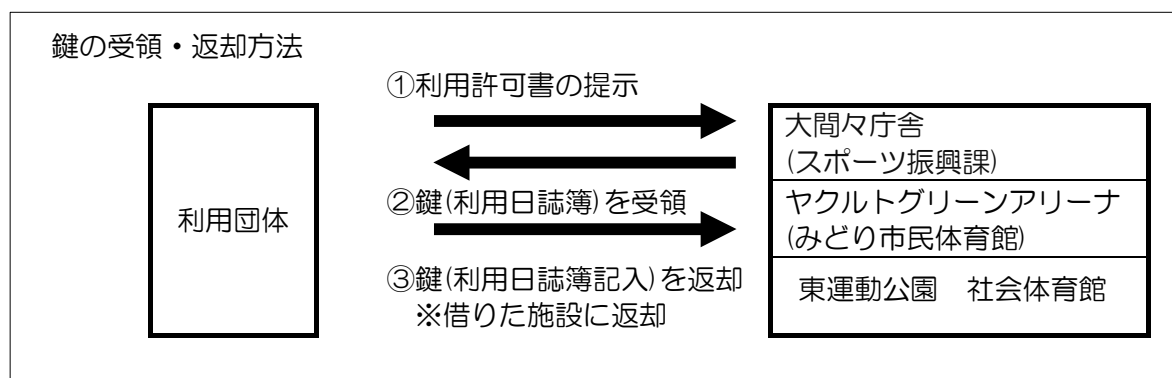 鍵の受領・返却方法
①利用許可書の提示
利用団体
②鍵(利用日誌簿)を受領
③鍵(利用日誌簿記入)を返却
※借りた施設に返却
大間々庁舎
(スポーツ振興課)
ヤクルトグリーンアリーナ
(みどり市民体育館)
東運動公園　社会体育館